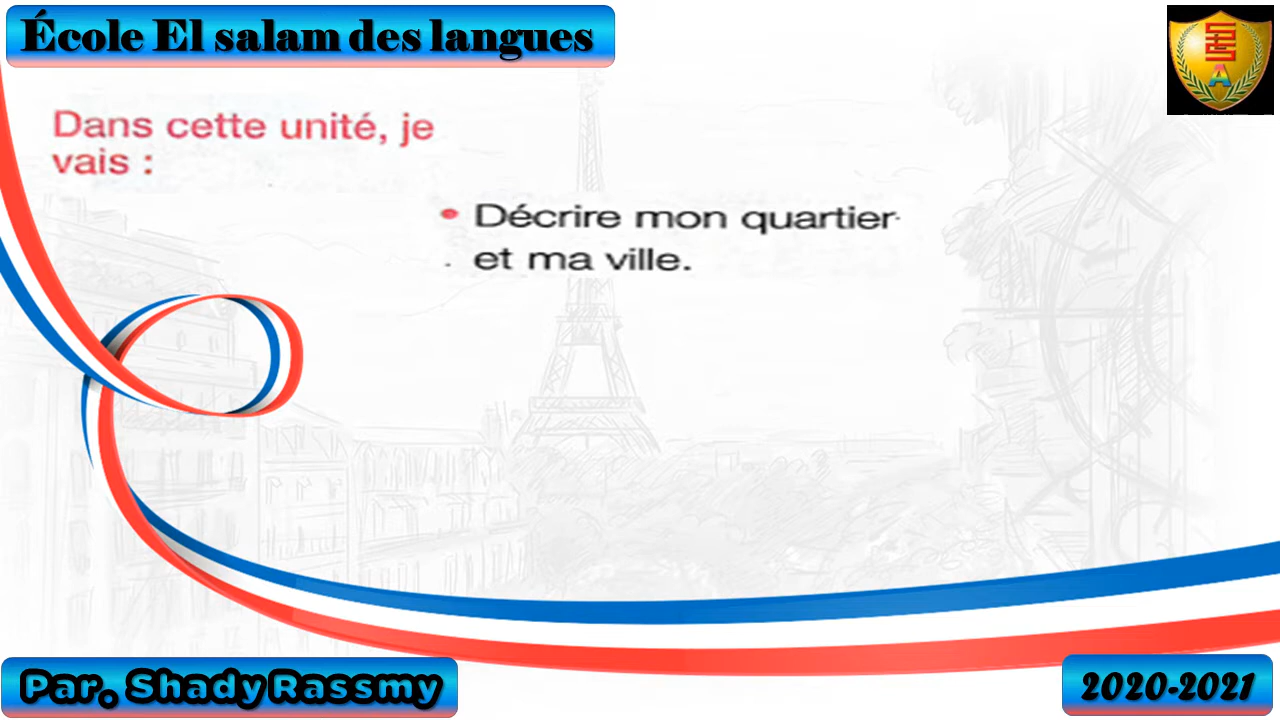 École El salam des langues
Dans cette unité, je
vais :
• Décrire mon quartier
et ma ville.
Par. Shady Rassmy
2020-2021